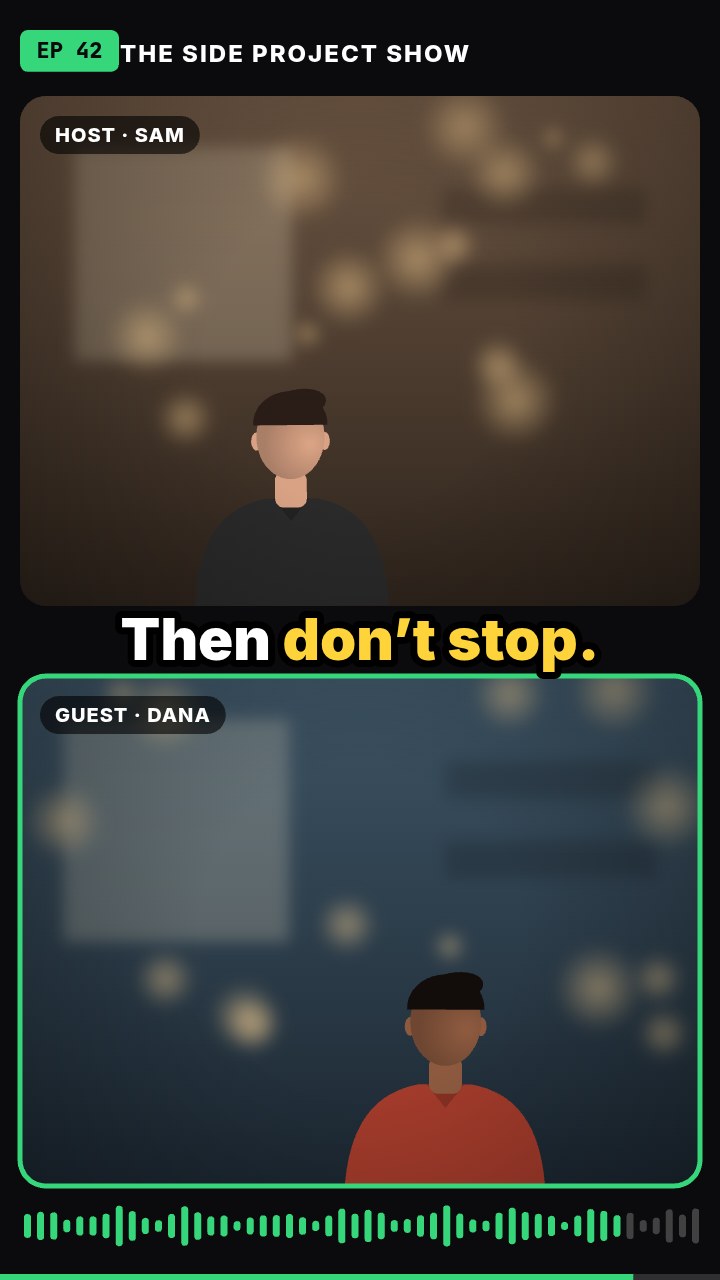 EP 42 THE SIDE PROJECT SHOW
HOST · SAM
Then don’t stop.
GUEST · DANA